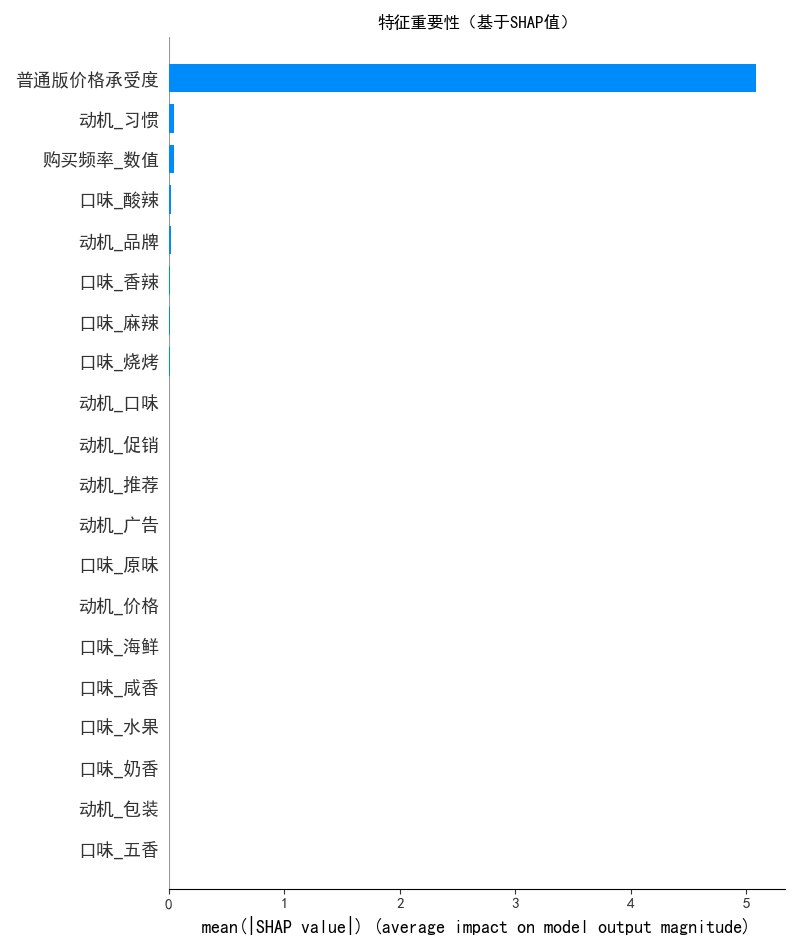 特征重要性（基于SHAP值）
普通版价格承受度
动机_习惯
购买频率_数值
口味_酸辣
动机_品牌
口味_香辣
口味_麻辣
口味_烧烤
动机_口味
动机_促销
动机_推荐
动机_广告
口味_原味
动机_价格
口味_海鲜
口味_咸香
口味_水果
口味_奶香
动机_包装
口味_五香
0 1 2 3 4 5
mean(|SHAP value|) (average impact on model output magnitude)